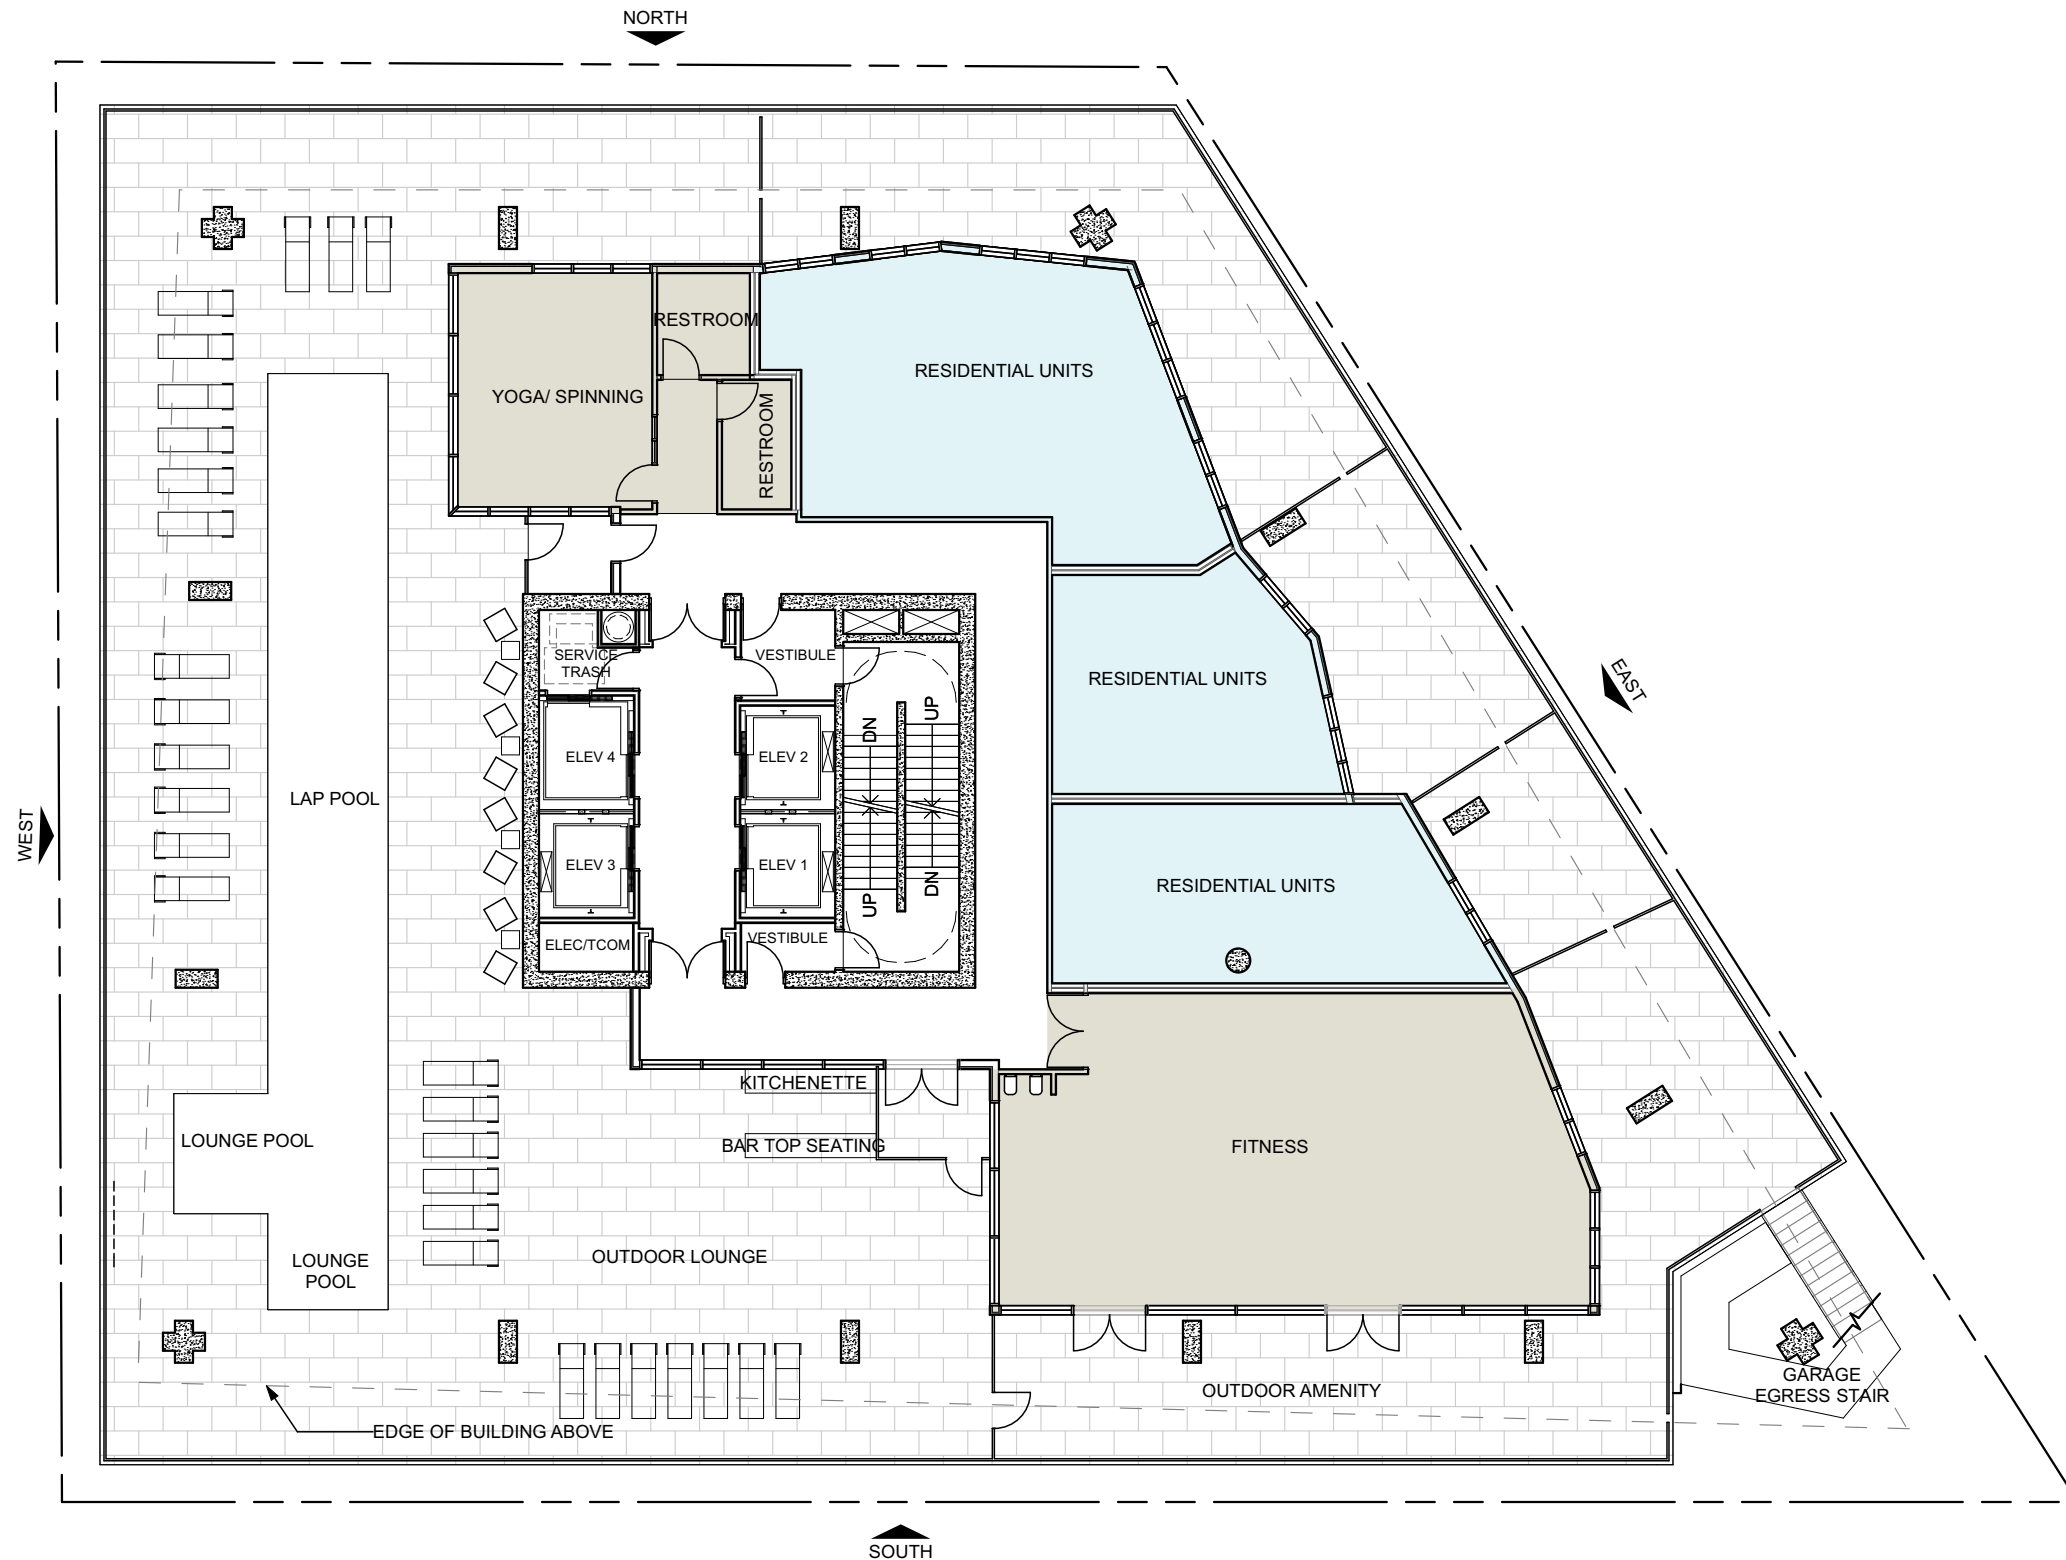 NORTH
RESTROOM
RESIDENTIAL UNITS
YOGA/ SPINNING
RESTROOM
SERVICE
TRASH
VESTIBULE
RESIDENTIAL UNITS
EAST
DN
UP
ELEV 4
ELEV 2
LAP POOL
WEST
ELEV 3
ELEV 1
UP
DN
RESIDENTIAL UNITS
ELEC/TCOM
VESTIBULE
KITCHENETTE
LOUNGE POOL
BAR TOP SEATING
FITNESS
LOUNGE
POOL
OUTDOOR LOUNGE
GARAGE
EGRESS STAIR
OUTDOOR AMENITY
EDGE OF BUILDING ABOVE
SOUTH